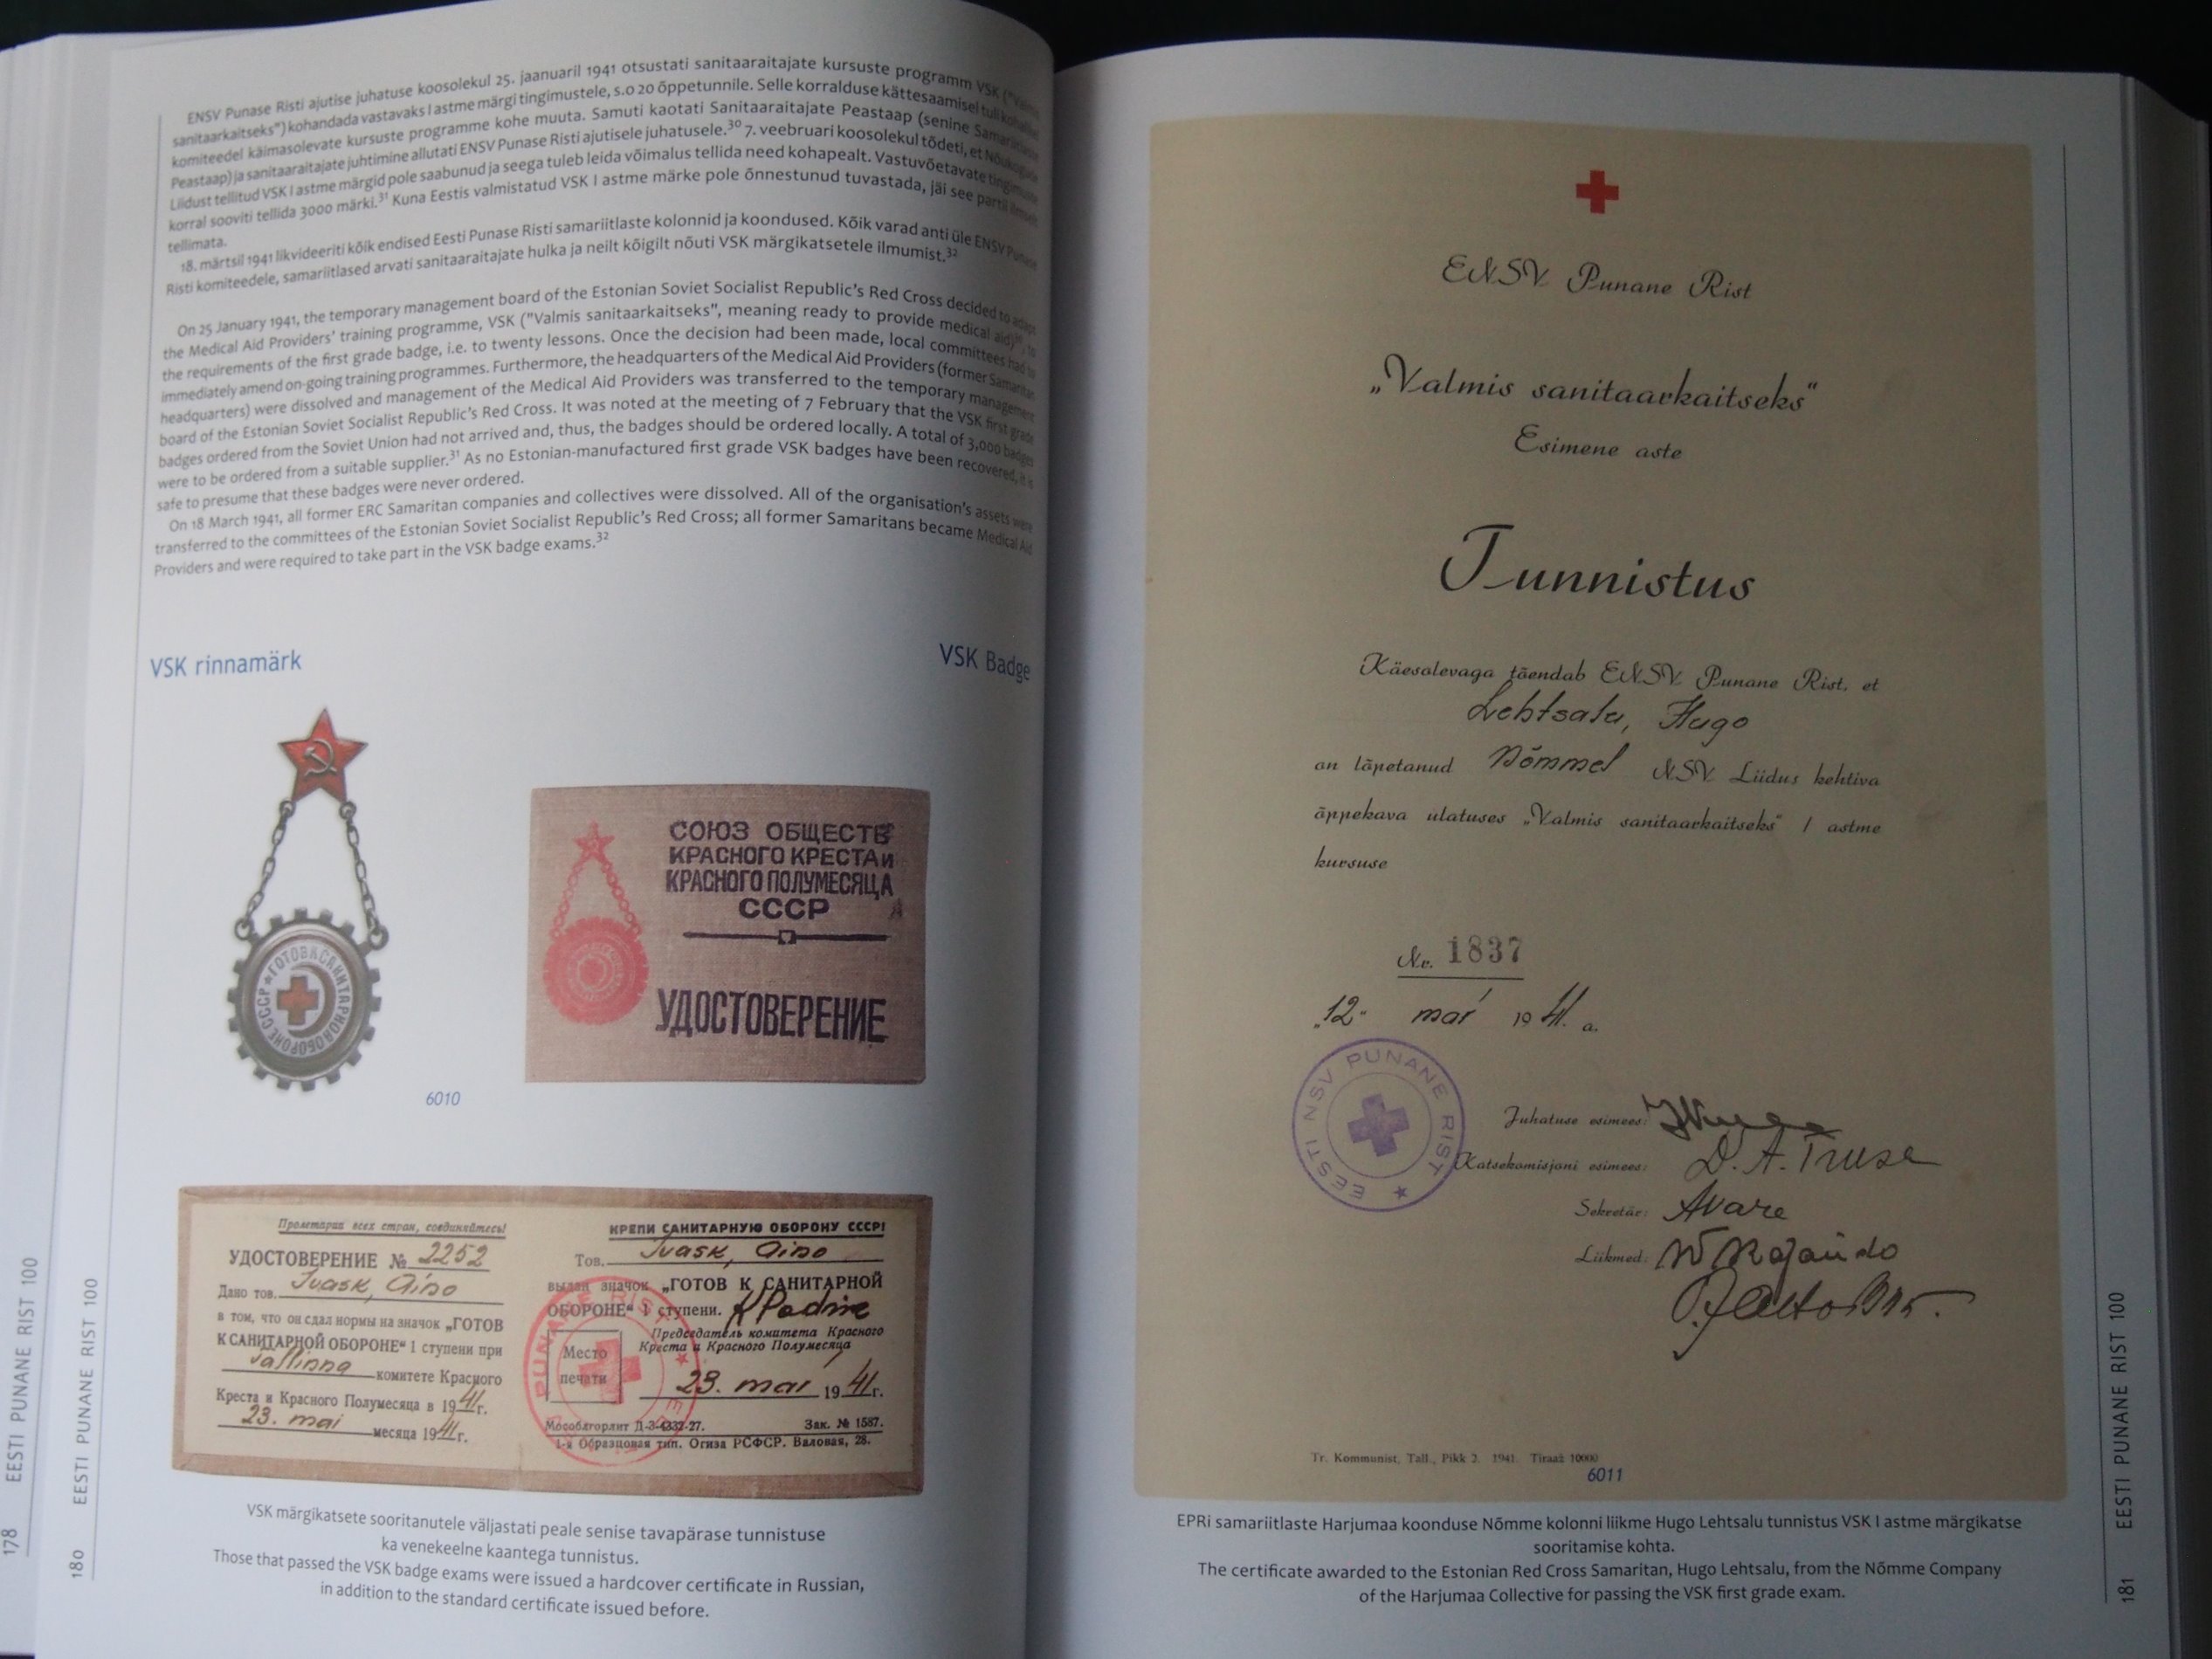 ENSV Punase Risti ajutise juhatuse koosolekul 25. jaanuaril 1941 otsustati sanitaaraitajate kursuste programm VSK ("Valmis
sanitaarkaitseks") kohandada vastavaks I astme märgi tingimustele, s.o 20 õppetunnile. Selle korralduse kättesaamisel tuli kohalikel
komiteedel käimasolevate kursuste programme kohe muuta. Samuti kaotati Sanitaaraitajate Peastaap (senine Samariitlaste
Peastaap) ja sanitaaraitajate juhtimine allutati ENSV Punase Risti ajutisele juhatusele.³⁰ 7. veebruari koosolekul tõdeti, et Nõukogude
Liidust tellitud VSK I astme märgid pole saabunud ja seega tuleb leida võimalus tellida need kohapealt. Vastuvõetavate tingimuste
korral sooviti tellida 3000 märki.³¹ Kuna Eestis valmistatud VSK I astme märke pole õnnestunud tuvastada, jäi see partii ilmselt
tellimata.
18. märtsil 1941 likvideeriti kõik endised Eesti Punase Risti samariitlaste kolonnid ja koondused. Kõik varad anti üle ENSV Punase
Risti komiteedele, samariitlased arvati sanitaaraitajate hulka ja neilt kõigilt nõuti VSK märgikatsetele ilmumist.³²
On 25 January 1941, the temporary management board of the Estonian Soviet Socialist Republic's Red Cross decided to adapt
the Medical Aid Providers' training programme, VSK ("Valmis sanitaarkaitseks", meaning ready to provide medical aid)³⁰, to
the requirements of the first grade badge, i.e. to twenty lessons. Once the decision had been made, local committees had to
immediately amend on-going training programmes. Furthermore, the headquarters of the Medical Aid Providers (former Samaritan
headquarters) were dissolved and management of the Medical Aid Providers was transferred to the temporary management
board of the Estonian Soviet Socialist Republic's Red Cross. It was noted at the meeting of 7 February that the VSK first grade
badges ordered from the Soviet Union had not arrived and, thus, the badges should be ordered locally. A total of 3,000 badges
were to be ordered from a suitable supplier.³¹ As no Estonian-manufactured first grade VSK badges have been recovered, it is
safe to presume that these badges were never ordered.
On 18 March 1941, all former ERC Samaritan companies and collectives were dissolved. All of the organisation's assets were
transferred to the committees of the Estonian Soviet Socialist Republic's Red Cross; all former Samaritans became Medical Aid
Providers and were required to take part in the VSK badge exams.³²
VSK rinnamärk
VSK Badge
ГОТОВ К САНИТАРНОЙ ОБОРОНЕ СССР
6010
СОЮЗ ОБЩЕСТВ
КРАСНОГО КРЕСТА И
КРАСНОГО ПОЛУМЕСЯЦА
СССР
УДОСТОВЕРЕНИЕ
Пролетарии всех стран, соединяйтесь!
УДОСТОВЕРЕНИЕ № 2252
Дано тов. Ivask, Aino
в том, что он сдал нормы на значок „ГОТОВ
К САНИТАРНОЙ ОБОРОНЕ" 1 ступени при
Tallinna комитете Красного
Креста и Красного Полумесяца в 1941 г.
23. mai месяца 1941 г.
КРЕПИ САНИТАРНУЮ ОБОРОНУ СССР!
Тов. Ivask, Aino
выдан значок „ГОТОВ К САНИТАРНОЙ
ОБОРОНЕ" 1 ступени.
Председатель комитета Красного
Креста и Красного Полумесяца
Место
печати
23. mai 1941 г.
Мособлгорлит Д-3-4337-27. Зак. № 1587.
1-я Образцовая тип. Огиза РСФСР. Валовая, 28.
PUNANE RIST
VSK märgikatsete sooritanutele väljastati peale senise tavapärase tunnistuse
ka venekeelne kaantega tunnistus.
Those that passed the VSK badge exams were issued a hardcover certificate in Russian,
in addition to the standard certificate issued before.
178 EESTI PUNANE RIST 100
180 EESTI PUNANE RIST 100
ENSV. Punane Rist
„Valmis sanitaarkaitseks"
Esimene aste
Tunnistus
Käesolevaga tõendab ENSV. Punane Rist, et
Lehtsalu, Hugo
on lõpetanud Nõmmel NSV. Liidus kehtiva
õppekava ulatuses „Valmis sanitaarkaitseks" I astme
kursuse
Nr. 1837
„12" mai 1941. a.
EESTI NSV PUNANE RIST
Juhatuse esimees:
Katsekomisjoni esimees: D. A. Truse
Sekretär: Avare
Liikmed:
Tr. Kommunist, Tall., Pikk 2. 1941. Tiraaž 10000
6011
EPRi samariitlaste Harjumaa koonduse Nõmme kolonni liikme Hugo Lehtsalu tunnistus VSK I astme märgikatse
sooritamise kohta.
The certificate awarded to the Estonian Red Cross Samaritan, Hugo Lehtsalu, from the Nõmme Company
of the Harjumaa Collective for passing the VSK first grade exam.
181 EESTI PUNANE RIST 100